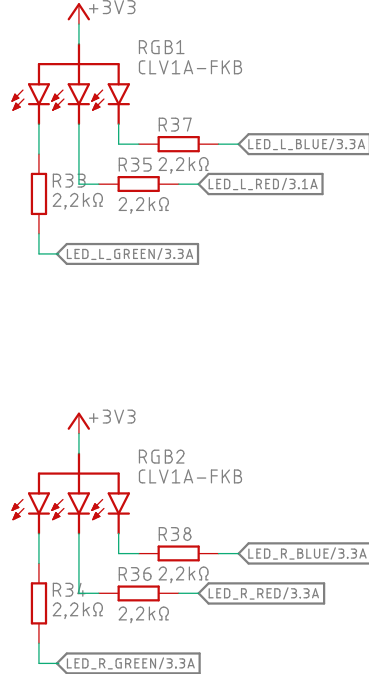 +3V3
RGB1
CLV1A-FKB
R37
2,2kΩ
LED_L_BLUE/3.3A
R35
2,2kΩ
LED_L_RED/3.1A
R33
2,2kΩ
LED_L_GREEN/3.3A
+3V3
RGB2
CLV1A-FKB
R38
2,2kΩ
LED_R_BLUE/3.3A
R36
2,2kΩ
LED_R_RED/3.3A
R34
2,2kΩ
LED_R_GREEN/3.3A